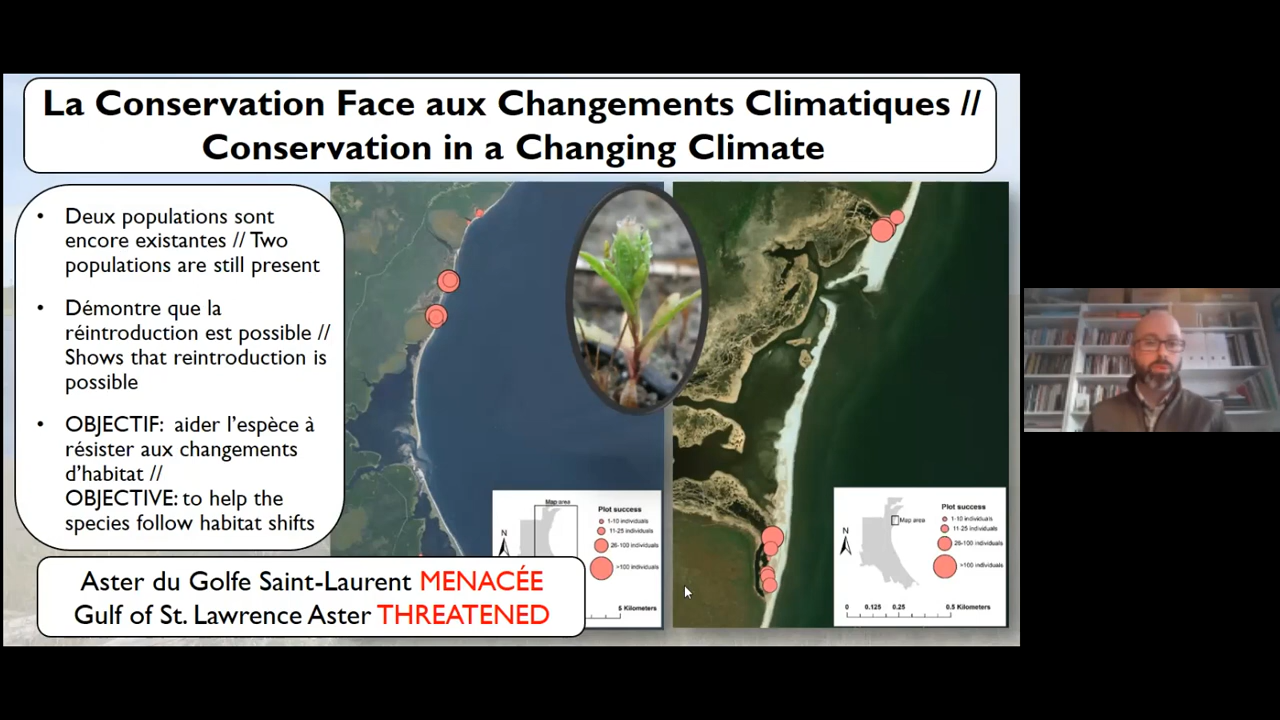 La Conservation Face aux Changements Climatiques //
Conservation in a Changing Climate
• Deux populations sont
encore existantes // Two
populations are still present
• Démontre que la
réintroduction est possible //
Shows that reintroduction is
possible
• OBJECTIF: aider l'espèce à
résister aux changements
d'habitat //
OBJECTIVE: to help the
species follow habitat shifts
Aster du Golfe Saint-Laurent MENACÉE
Gulf of St. Lawrence Aster THREATENED
Map area
N
Plot success
1-10 individuals
11-25 individuals
26-100 individuals
>100 individuals
5 Kilometers
N
Map area
Plot success
1-10 individuals
11-25 individuals
26-100 individuals
>100 individuals
0 0.125 0.25 0.5 Kilometers